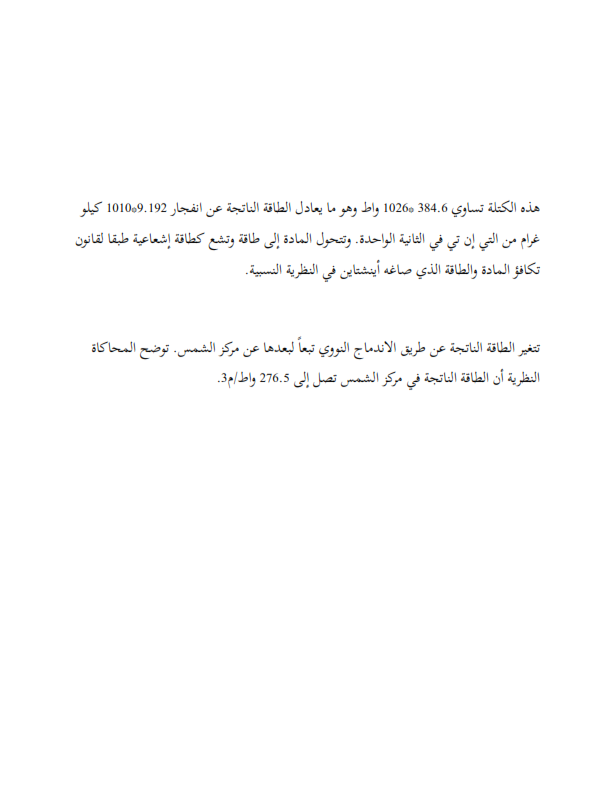 هذه الكتلة تساوي 384.6 *1026 واط وهو ما يعادل الطاقة الناتجة عن انفجار 9.192*1010 كيلو
غرام من التي إن تي في الثانية الواحدة. وتتحول المادة إلى طاقة وتشع كطاقة إشعاعية طبقا لقانون
تكافؤ المادة والطاقة الذي صاغه أينشتاين في النظرية النسبية.
تتغير الطاقة الناتجة عن طريق الاندماج النووي تبعاً لبعدها عن مركز الشمس. توضح المحاكاة
النظرية أن الطاقة الناتجة في مركز الشمس تصل إلى 276.5 واط/م3.